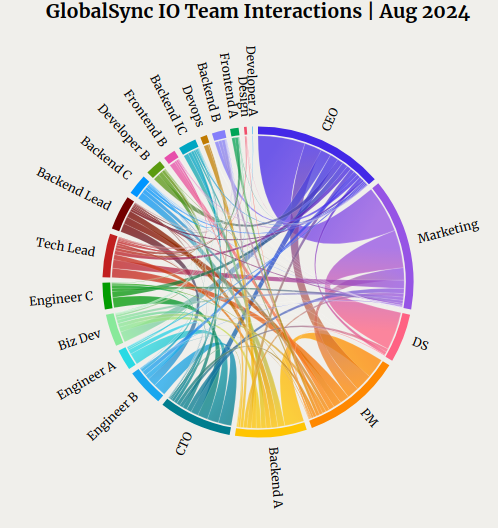 GlobalSync IO Team Interactions | Aug 2024
CEO
Marketing
DS
PM
Backend A
CTO
Engineer B
Engineer A
Biz Dev
Engineer C
Tech Lead
Backend Lead
Backend C
Developer B
Frontend B
Backend IC
Devops
Backend B
Frontend A
Design
Developer A